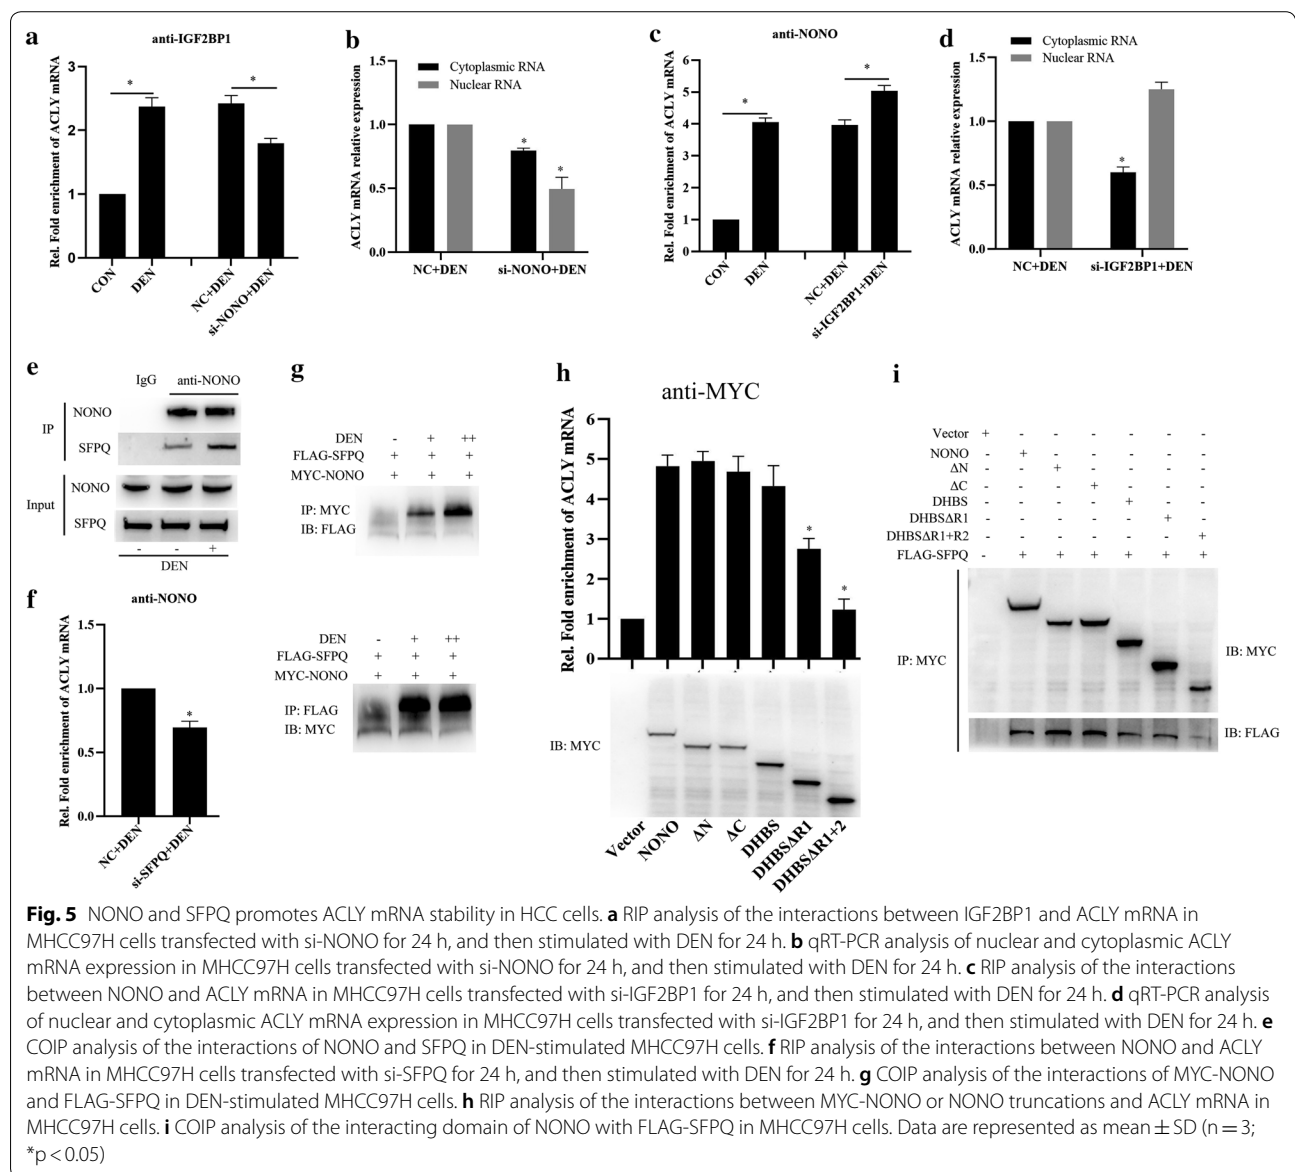 a
anti-IGF2BP1
Rel. Fold enrichment of ACLY mRNA
3
2
1
0
*
*
CON
DEN
NC+DEN
si-NONO+DEN
b
ACLY mRNA relative expression
1.5
1.0
0.5
0.0
Cytoplasmic RNA
Nuclear RNA
*
*
NC+DEN
si-NONO+DEN
c
anti-NONO
Rel. Fold enrichment of ACLY mRNA
6
5
4
3
2
1
0
*
*
CON
DEN
NC+DEN
si-IGF2BP1+DEN
d
ACLY mRNA relative expression
1.5
1.0
0.5
0.0
Cytoplasmic RNA
Nuclear RNA
*
NC+DEN
si-IGF2BP1+DEN
e
IgG anti-NONO
IP
NONO
SFPQ
Input
NONO
SFPQ
- - +
DEN
f
anti-NONO
Rel. Fold enrichment of ACLY mRNA
1.5
1.0
0.5
0.0
*
NC+DEN
si-SFPQ+DEN
g
DEN - + ++
FLAG-SFPQ + + +
MYC-NONO + + +
IP: MYC
IB: FLAG
DEN - + ++
FLAG-SFPQ + + +
MYC-NONO + + +
IP: FLAG
IB: MYC
h
anti-MYC
Rel. Fold enrichment of ACLY mRNA
6
5
4
3
2
1
0
*
*
IB: MYC
Vector
NONO
ΔN
ΔC
DHBS
DHBSΔR1
DHBSΔR1+2
i
Vector + - - - - - -
NONO - + - - - - -
ΔN - - + - - - -
ΔC - - - + - - -
DHBS - - - - + - -
DHBSΔR1 - - - - - + -
DHBSΔR1+R2 - - - - - - +
FLAG-SFPQ - + + + + + +
IP: MYC
IB: MYC
IB: FLAG
Fig. 5 NONO and SFPQ promotes ACLY mRNA stability in HCC cells. a RIP analysis of the interactions between IGF2BP1 and ACLY mRNA in
MHCC97H cells transfected with si-NONO for 24 h, and then stimulated with DEN for 24 h. b qRT-PCR analysis of nuclear and cytoplasmic ACLY
mRNA expression in MHCC97H cells transfected with si-NONO for 24 h, and then stimulated with DEN for 24 h. c RIP analysis of the interactions
between NONO and ACLY mRNA in MHCC97H cells transfected with si-IGF2BP1 for 24 h, and then stimulated with DEN for 24 h. d qRT-PCR analysis
of nuclear and cytoplasmic ACLY mRNA expression in MHCC97H cells transfected with si-IGF2BP1 for 24 h, and then stimulated with DEN for 24 h. e
COIP analysis of the interactions of NONO and SFPQ in DEN-stimulated MHCC97H cells. f RIP analysis of the interactions between NONO and ACLY
mRNA in MHCC97H cells transfected with si-SFPQ for 24 h, and then stimulated with DEN for 24 h. g COIP analysis of the interactions of MYC-NONO
and FLAG-SFPQ in DEN-stimulated MHCC97H cells. h RIP analysis of the interactions between MYC-NONO or NONO truncations and ACLY mRNA in
MHCC97H cells. i COIP analysis of the interacting domain of NONO with FLAG-SFPQ in MHCC97H cells. Data are represented as mean ± SD (n = 3;
*p < 0.05)